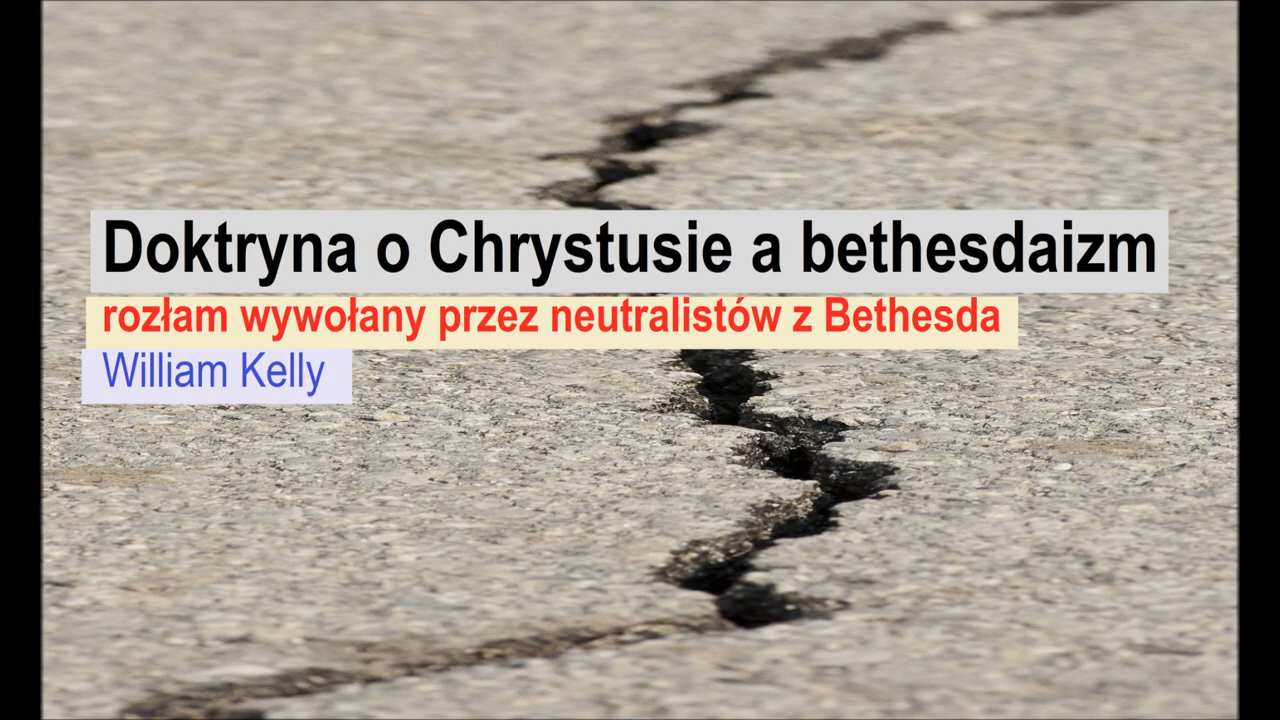 Doktryna o Chrystusie a bethesdaizm
rozłam wywołany przez neutralistów z Bethesda
William Kelly